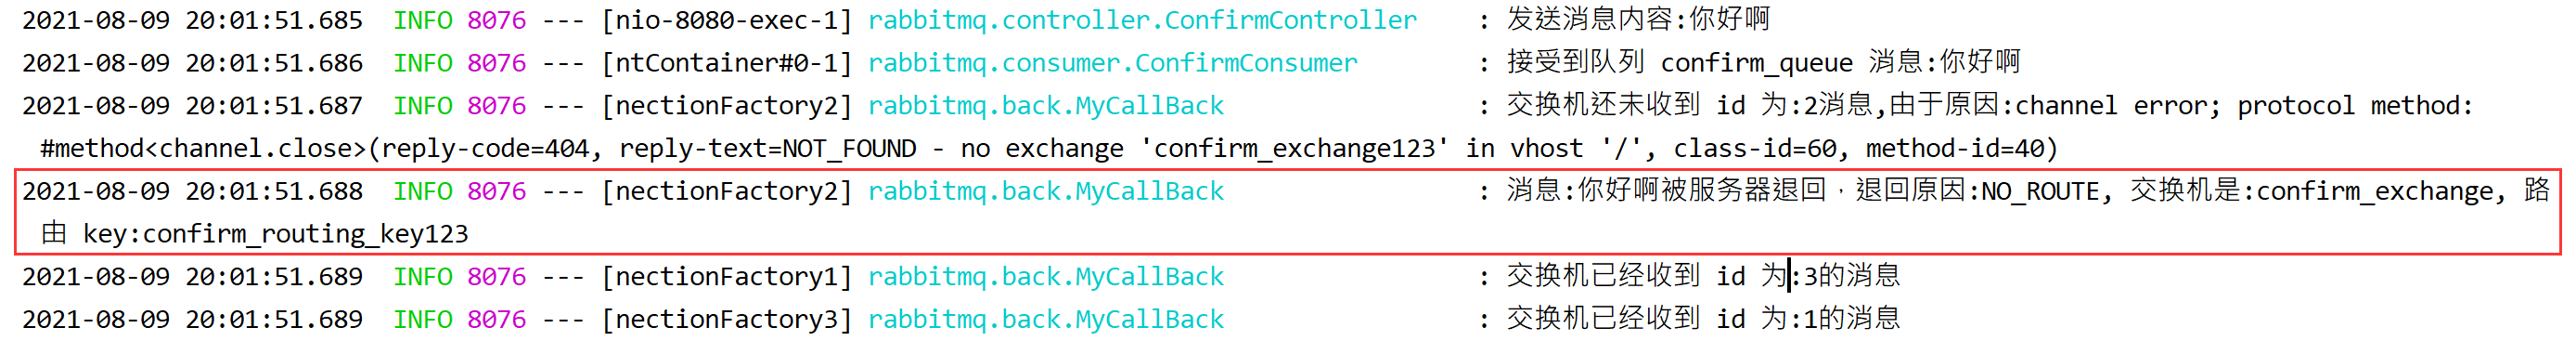 2021-08-09 20:01:51.685  INFO 8076 --- [nio-8080-exec-1] rabbitmq.controller.ConfirmController    : 发送消息内容:你好啊
2021-08-09 20:01:51.686  INFO 8076 --- [ntContainer#0-1] rabbitmq.consumer.ConfirmConsumer        : 接受到队列 confirm_queue 消息:你好啊
2021-08-09 20:01:51.687  INFO 8076 --- [nectionFactory2] rabbitmq.back.MyCallBack                 : 交换机还未收到 id 为:2消息,由于原因:channel error; protocol method:
#method<channel.close>(reply-code=404, reply-text=NOT_FOUND - no exchange 'confirm_exchange123' in vhost '/', class-id=60, method-id=40)
2021-08-09 20:01:51.688  INFO 8076 --- [nectionFactory2] rabbitmq.back.MyCallBack                 : 消息:你好啊被服务器退回，退回原因:NO_ROUTE, 交换机是:confirm_exchange, 路
由 key:confirm_routing_key123
2021-08-09 20:01:51.689  INFO 8076 --- [nectionFactory1] rabbitmq.back.MyCallBack                 : 交换机已经收到 id 为:3的消息
2021-08-09 20:01:51.689  INFO 8076 --- [nectionFactory3] rabbitmq.back.MyCallBack                 : 交换机已经收到 id 为:1的消息